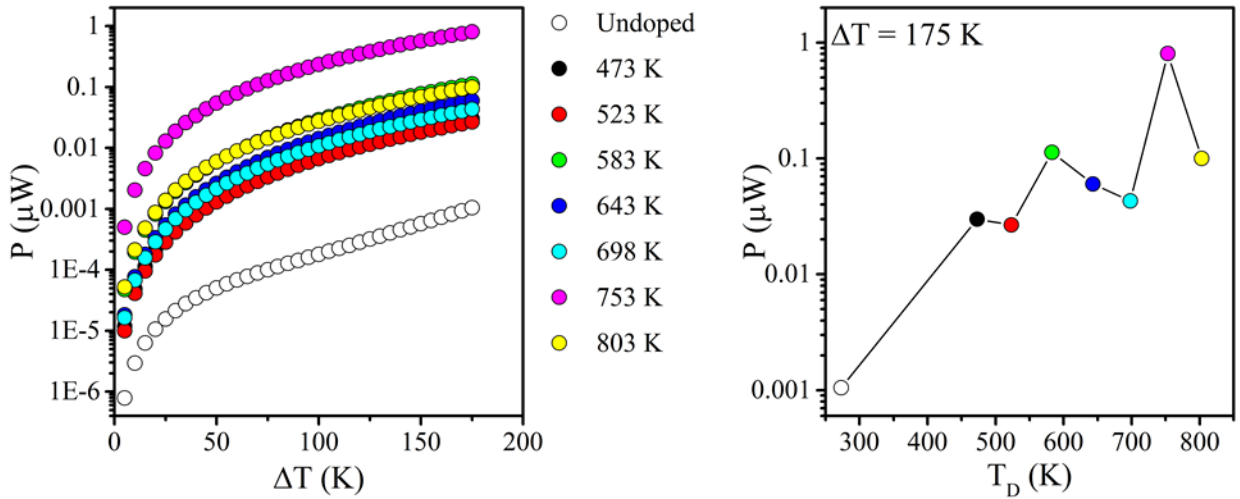 P (μW)
1
0.1
0.01
0.001
1E-4
1E-5
1E-6
0 50 100 150 200
ΔT (K)
Undoped
473 K
523 K
583 K
643 K
698 K
753 K
803 K
ΔT = 175 K
P (μW)
1
0.1
0.01
0.001
300 400 500 600 700 800
T_D (K)